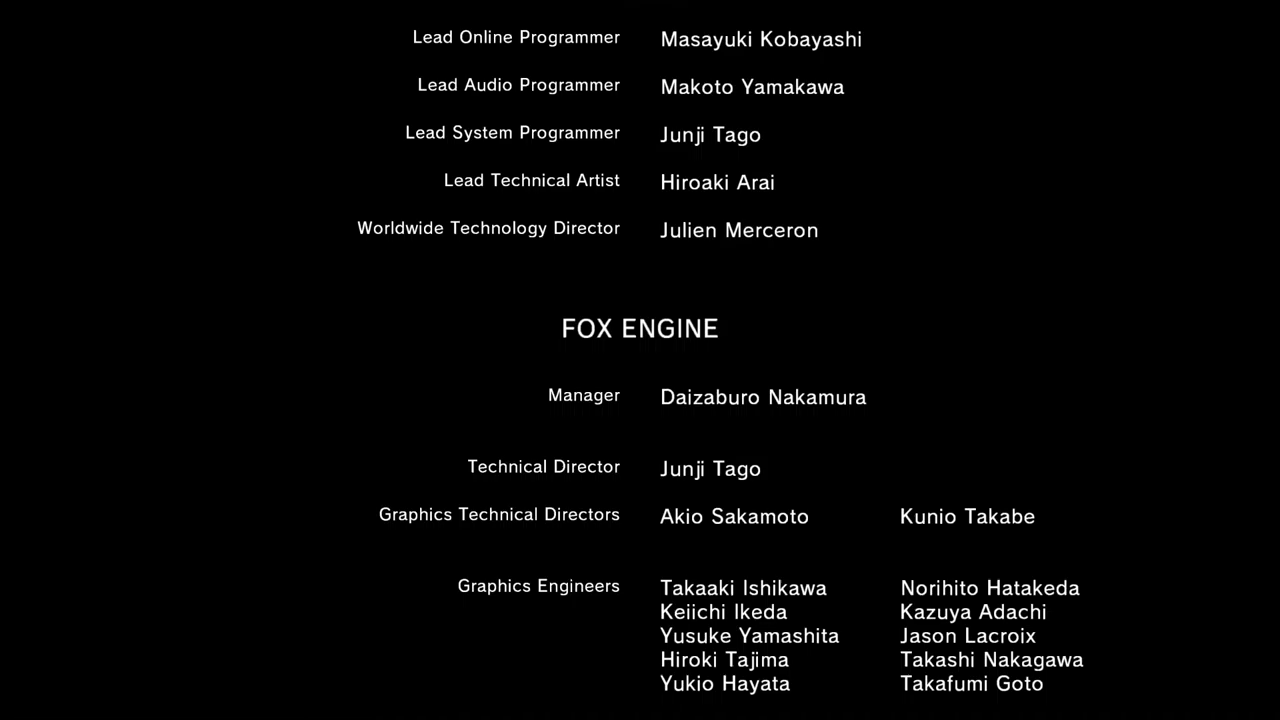 Lead Online Programmer Masayuki Kobayashi
Lead Audio Programmer Makoto Yamakawa
Lead System Programmer Junji Tago
Lead Technical Artist Hiroaki Arai
Worldwide Technology Director Julien Merceron
FOX ENGINE
Manager Daizaburo Nakamura
Technical Director Junji Tago
Graphics Technical Directors Akio Sakamoto Kunio Takabe
Graphics Engineers Takaaki Ishikawa Norihito Hatakeda
Keiichi Ikeda Kazuya Adachi
Yusuke Yamashita Jason Lacroix
Hiroki Tajima Takashi Nakagawa
Yukio Hayata Takafumi Goto